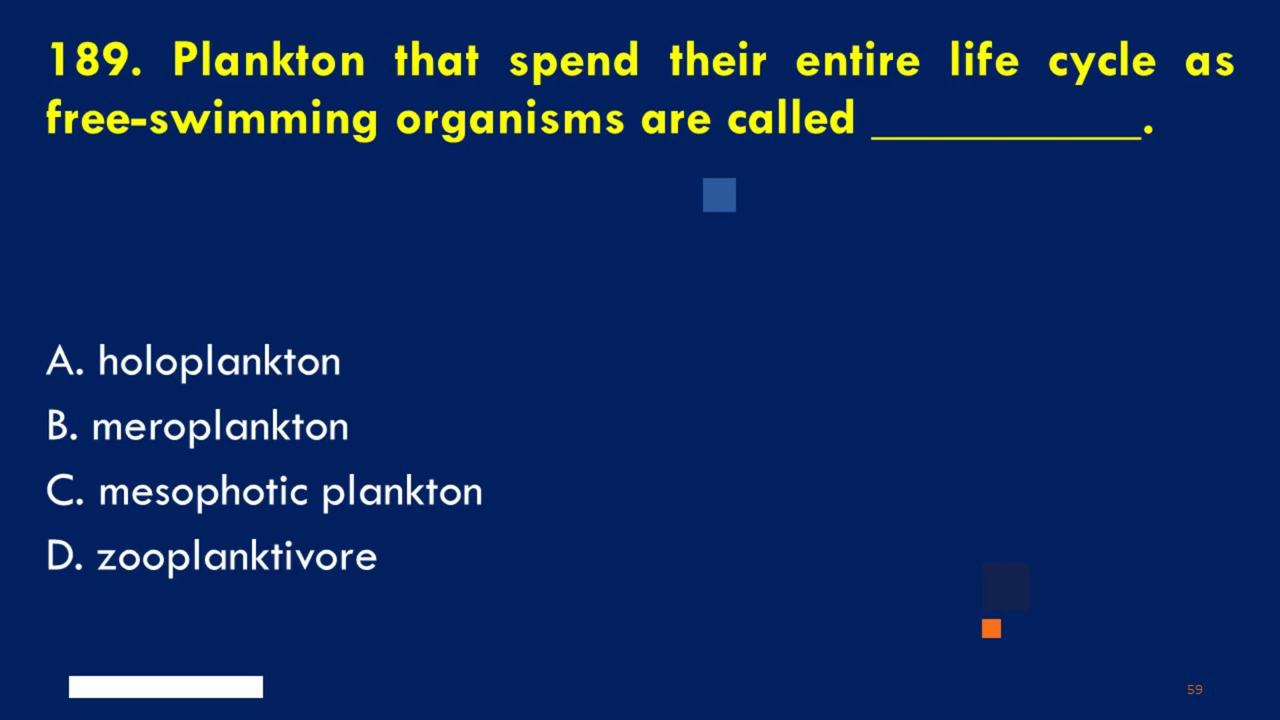 189. Plankton that spend their entire life cycle as
free-swimming organisms are called ____________.
A. holoplankton
B. meroplankton
C. mesophotic plankton
D. zooplanktivore
59